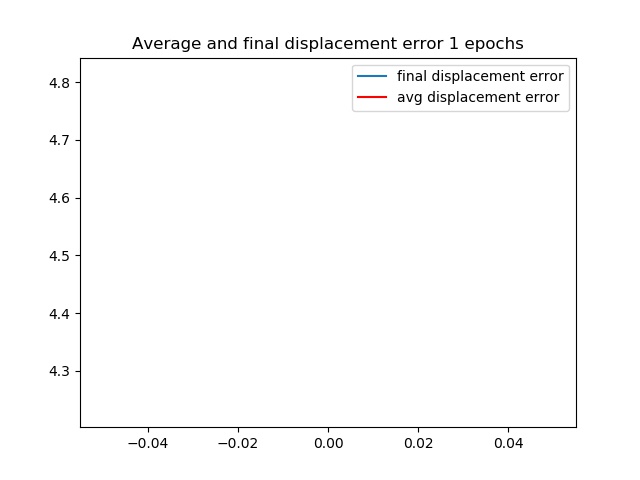 Average and final displacement error 1 epochs
final displacement error
avg displacement error
4.8
4.7
4.6
4.5
4.4
4.3
−0.04 −0.02 0.00 0.02 0.04